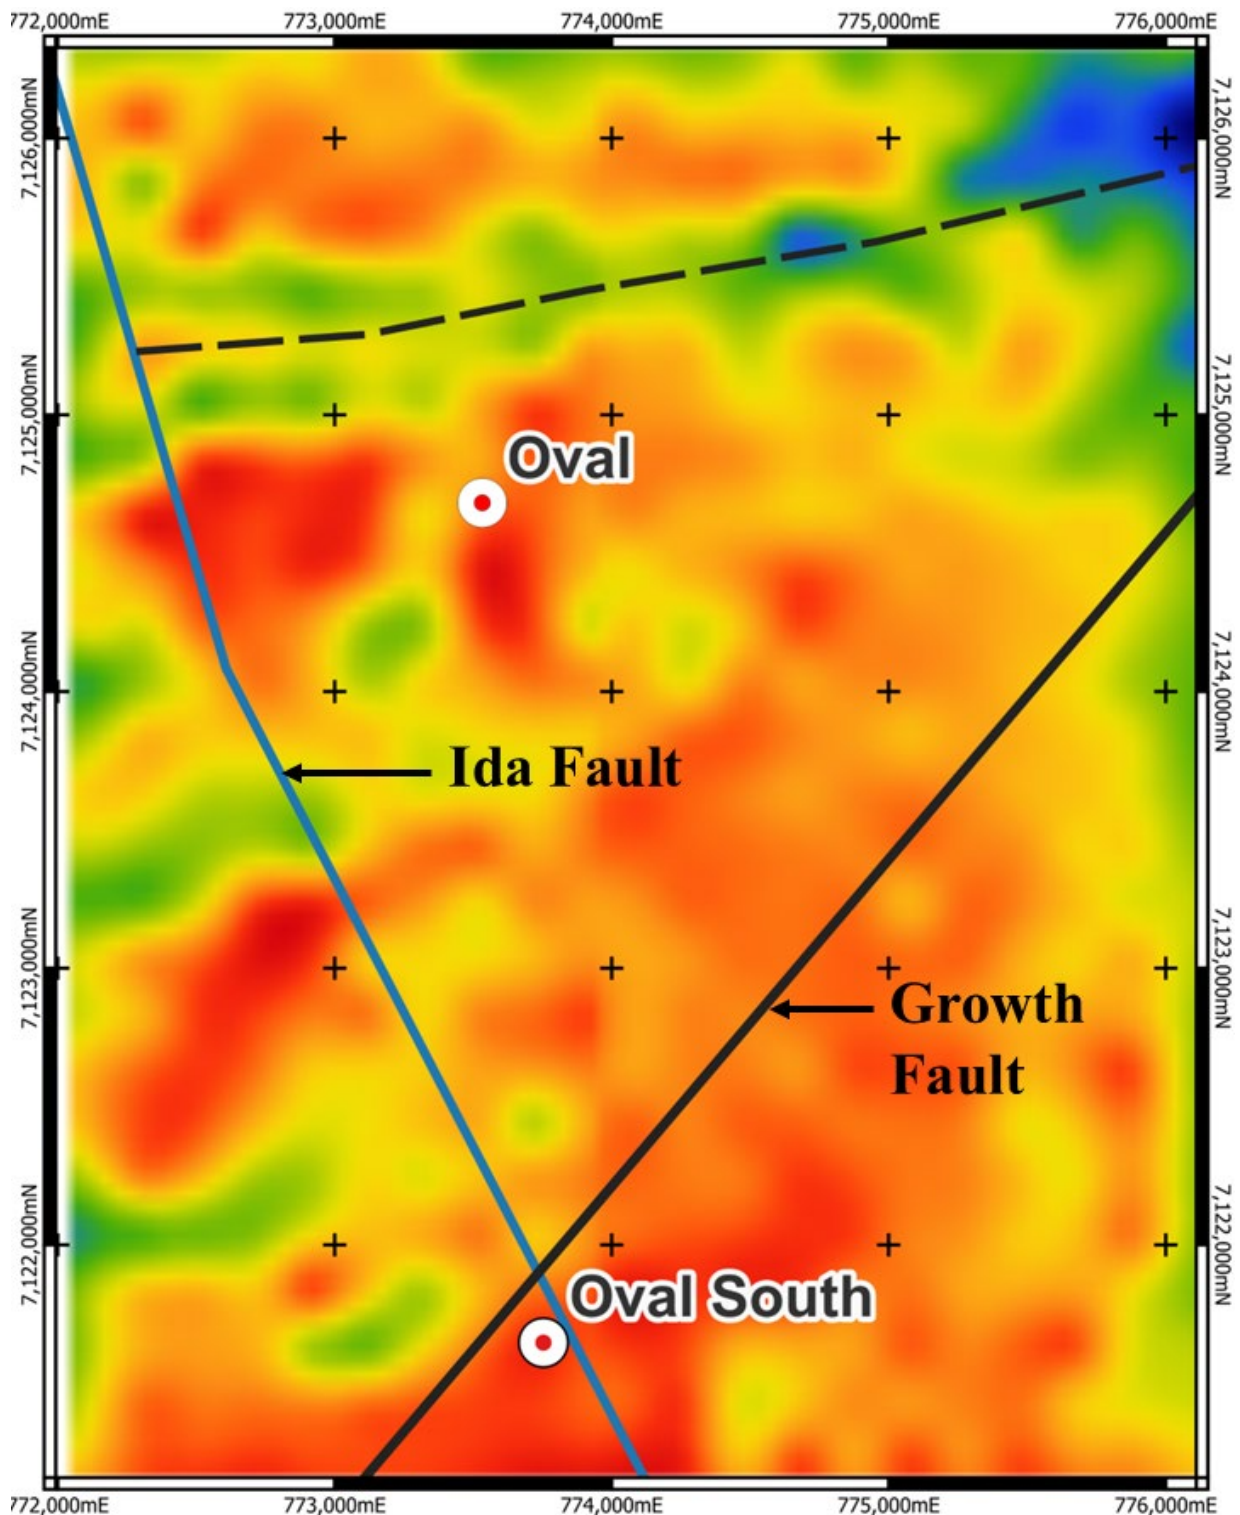 772,000mE 773,000mE 774,000mE 775,000mE 776,000mE
7,126,000mN
7,126,000mN
7,125,000mN
7,125,000mN
Oval
7,124,000mN
7,124,000mN
Ida Fault
7,123,000mN
7,123,000mN
Growth
Fault
7,122,000mN
7,122,000mN
Oval South
772,000mE 773,000mE 774,000mE 775,000mE 776,000mE